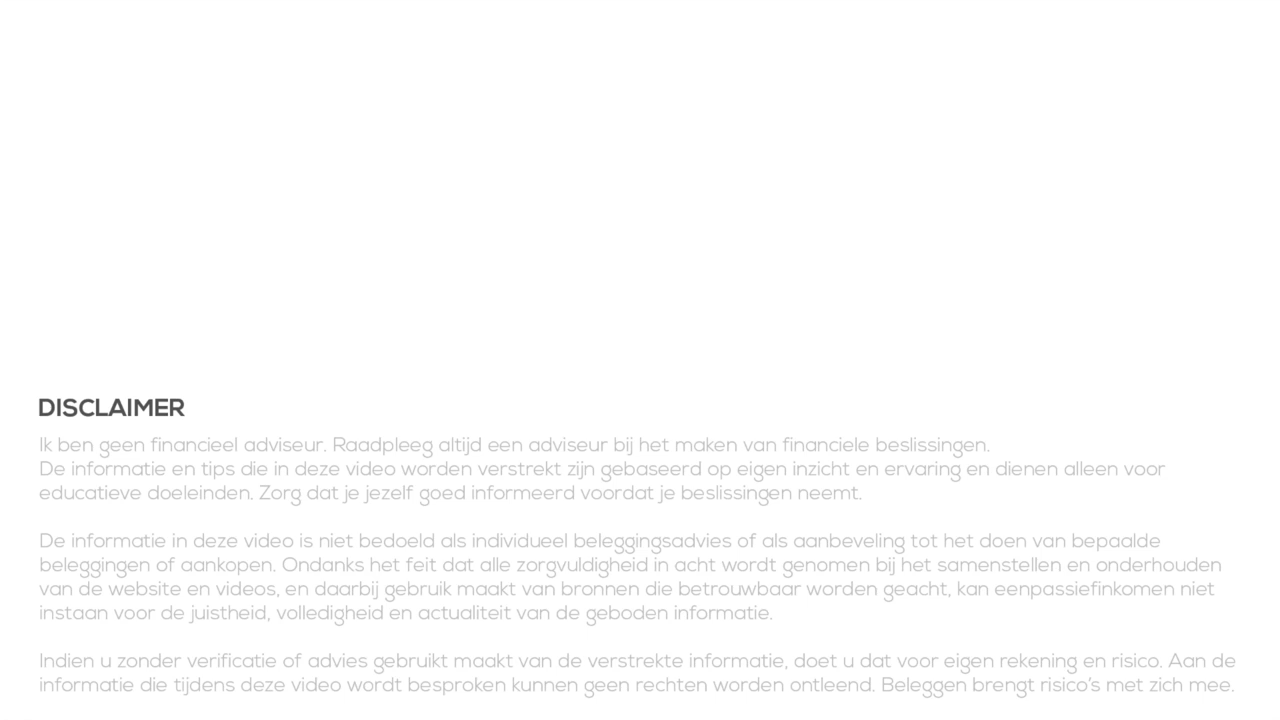 DISCLAIMER
Ik ben geen financieel adviseur. Raadpleeg altijd een adviseur bij het maken van financiele beslissingen.
De informatie en tips die in deze video worden verstrekt zijn gebaseerd op eigen inzicht en ervaring en dienen alleen voor
educatieve doeleinden. Zorg dat je jezelf goed informeerd voordat je beslissingen neemt.
De informatie in deze video is niet bedoeld als individueel beleggingsadvies of als aanbeveling tot het doen van bepaalde
beleggingen of aankopen. Ondanks het feit dat alle zorgvuldigheid in acht wordt genomen bij het samenstellen en onderhouden
van de website en videos, en daarbij gebruik maakt van bronnen die betrouwbaar worden geacht, kan eenpassiefinkomen niet
instaan voor de juistheid, volledigheid en actualiteit van de geboden informatie.
Indien u zonder verificatie of advies gebruikt maakt van de verstrekte informatie, doet u dat voor eigen rekening en risico. Aan de
informatie die tijdens deze video wordt besproken kunnen geen rechten worden ontleend. Beleggen brengt risico's met zich mee.